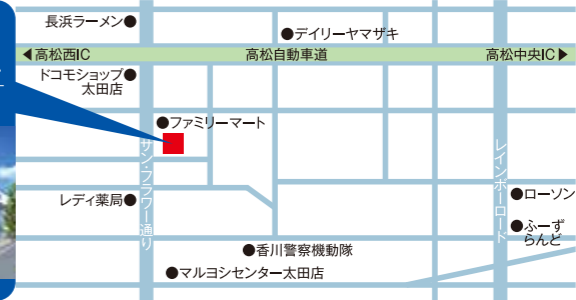 長浜ラーメン
デイリーヤマザキ
高松西IC
高松自動車道
高松中央IC
ドコモショップ
太田店
ファミリーマート
サン・フラワー通り
レインボーロード
レディ薬局
ローソン
ふーず
らんど
香川警察機動隊
マルヨシセンター太田店